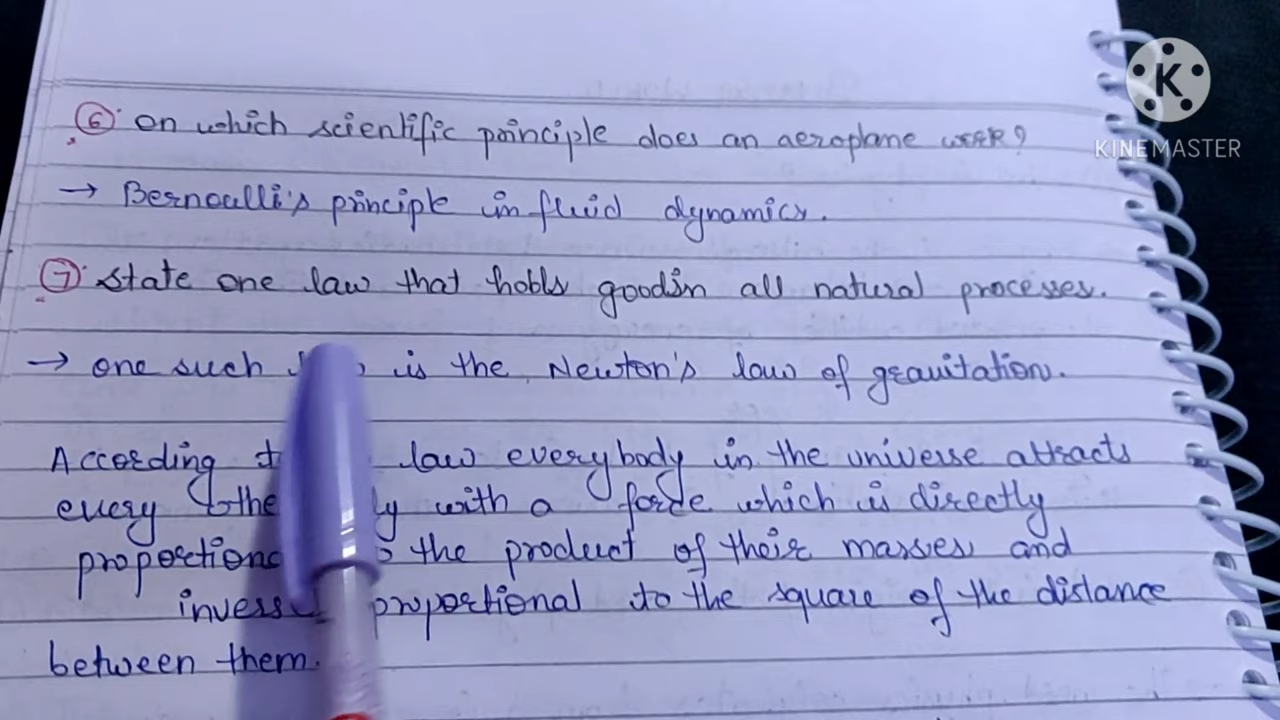 K
KINEMASTER
6 on which scientific principle does an aeroplane work?
→ Bernoulli's principle in fluid dynamics.
7 state one law that holds good in all natural processes.
→ one such is the Newton's law of gravitation.
According law everybody in the universe attracts
every with a force which is directly
the product of their masses and
proportional to the square of the distance
between them.